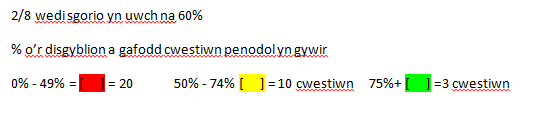 2/8 wedi sgorio yn uwch na 60%
% o'r disgyblion a gafodd cwestiwn penodol yn gywir
0% - 49% = [ ] = 20 50% - 74% [ ] = 10 cwestiwn 75%+ [ ] =3 cwestiwn